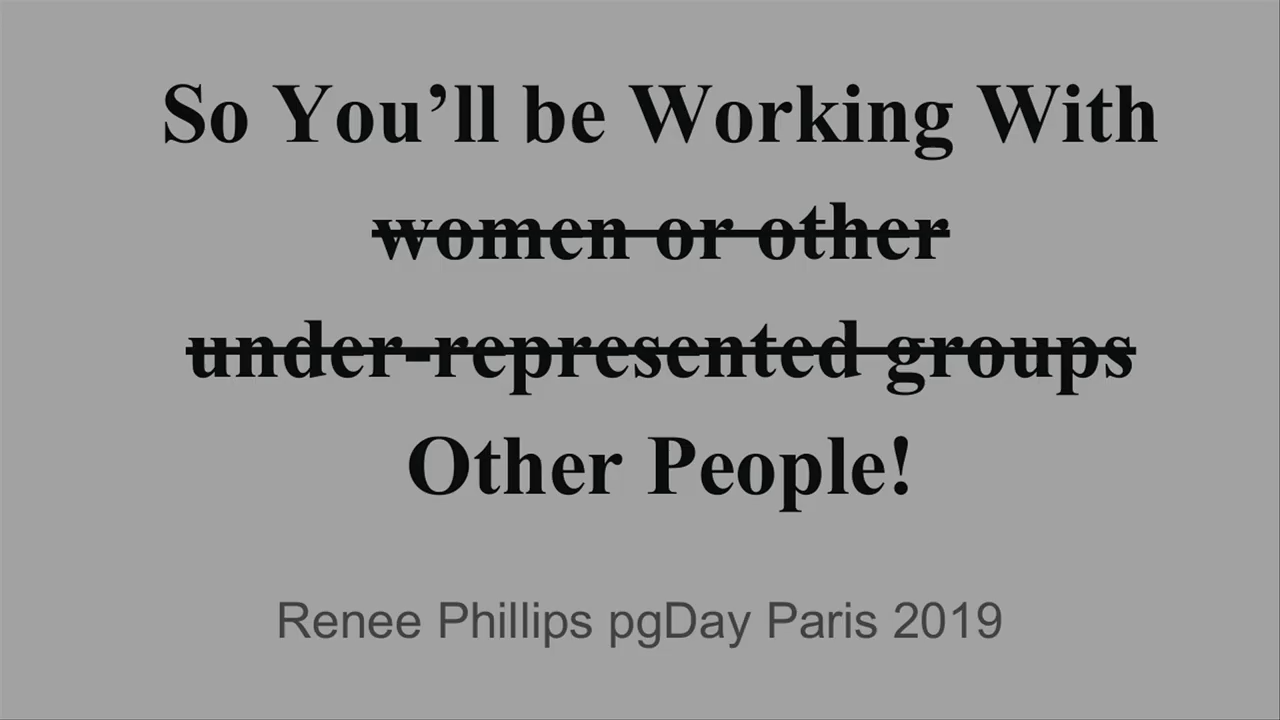 So You’ll be Working With
women or other
under-represented groups
Other People!
Renee Phillips pgDay Paris 2019